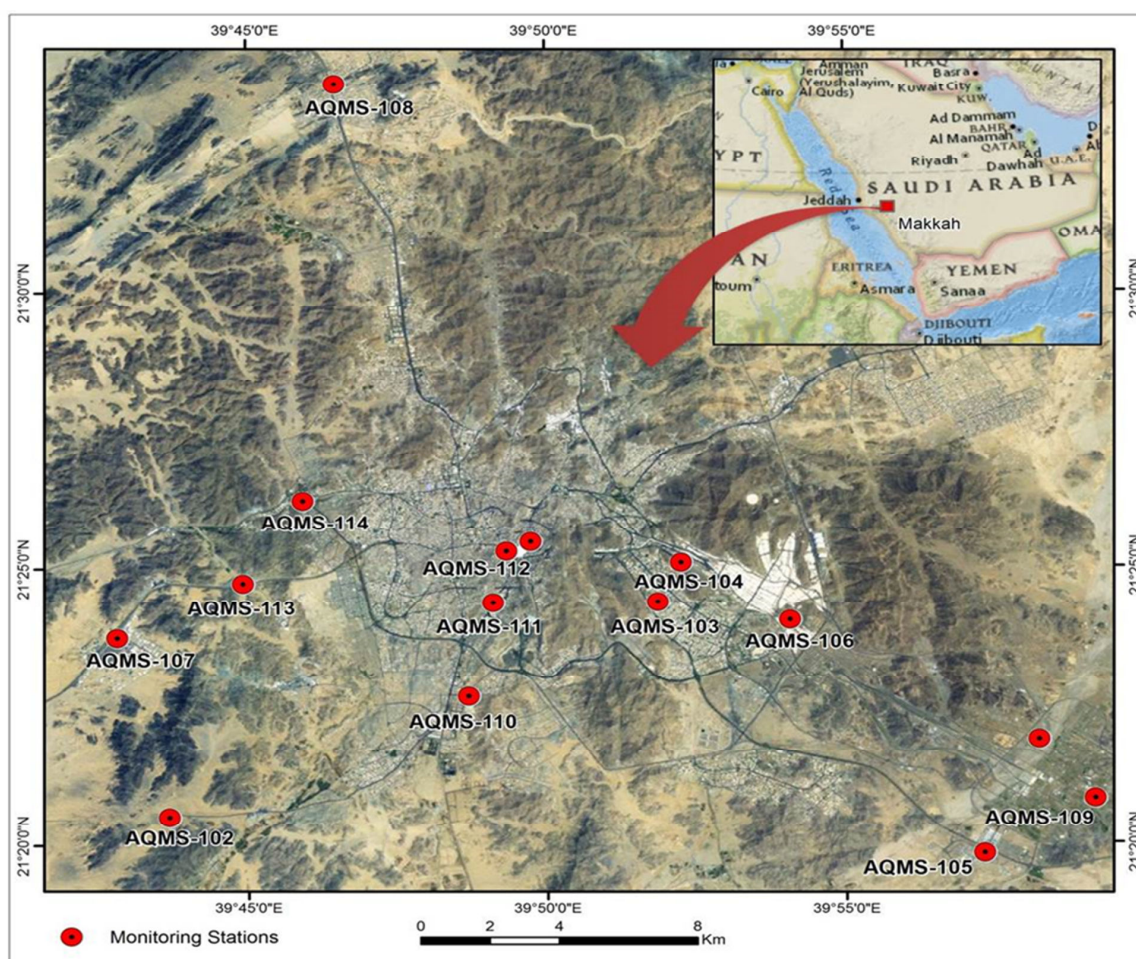 39°45'0"E
39°50'0"E
39°55'0"E
AQMS-108
Amman
IRAQ
Jerusalem
(Yerushalayim,
Al Quds)
Basra
Cairo
Kuwait City
KUW.
Ad Dammam
BAHR
Al Manamah
QATAR
Riyadh
Ad
Dawhah
U.A.E.
YPT
SAUDI ARABIA
Jeddah
Makkah
OMA
AN
ERITREA
YEMEN
toum
Asmara
Sanaa
DJIBOUTI
Djibouti
21°30'0"N
21°30'0"N
AQMS-114
AQMS-112
21°25'0"N
21°25'0"N
AQMS-104
AQMS-113
AQMS-111
AQMS-103
AQMS-106
AQMS-107
AQMS-110
AQMS-109
AQMS-102
21°20'0"N
21°20'0"N
AQMS-105
39°45'0"E
39°50'0"E
39°55'0"E
Monitoring Stations
0 2 4 8
Km